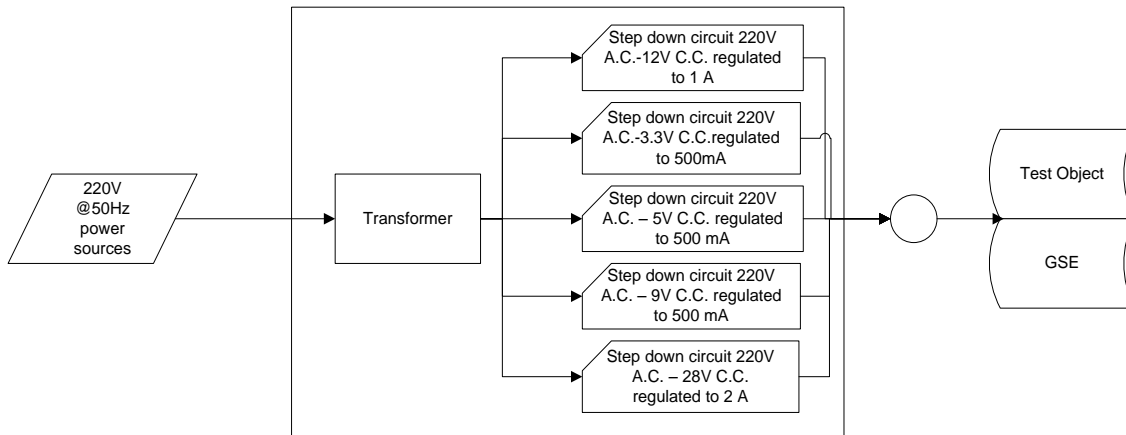 220V
@50Hz
power
sources
Transformer
Step down circuit 220V
A.C.-12V C.C. regulated
to 1 A
Step down circuit 220V
A.C.-3.3V C.C.regulated
to 500mA
Step down circuit 220V
A.C. – 5V C.C. regulated
to 500 mA
Step down circuit 220V
A.C. – 9V C.C. regulated
to 500 mA
Step down circuit 220V
A.C. – 28V C.C.
regulated to 2 A
Test Object
GSE